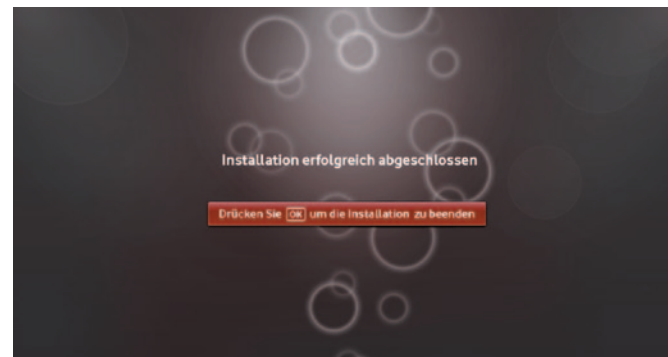 Installation erfolgreich abgeschlossen
Drücken Sie OK um die Installation zu beenden